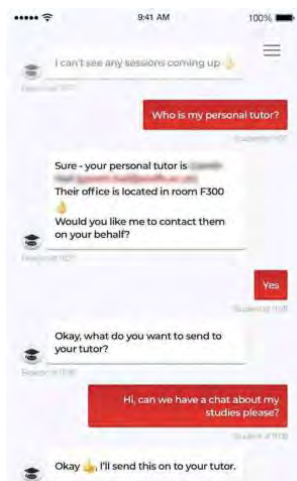 9:41 AM 100%
I can't see any sessions coming up 👌
Who is my personal tutor?
Sure - your personal tutor is
Their office is located in room F300
👌
Would you like me to contact them
on your behalf?
Yes
Okay, what do you want to send to
your tutor?
Hi, can we have a chat about my
studies please?
Okay 👍, I'll send this on to your tutor.